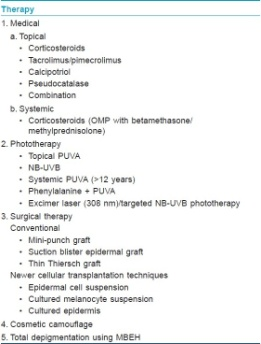 Therapy
1. Medical
a. Topical
• Corticosteroids
• Tacrolimus/pimecrolimus
• Calcipotriol
• Pseudocatalase
• Combination
b. Systemic
• Corticosteroids (OMP with betamethasone/
methylprednisolone)
2. Phototherapy
• Topical PUVA
• NB-UVB
• Systemic PUVA (>12 years)
• Phenylalanine + PUVA
• Excimer laser (308 nm)/targeted NB-UVB phototherapy
3. Surgical therapy
Conventional
• Mini-punch graft
• Suction blister epidermal graft
• Thin Thiersch graft
Newer cellular transplantation techniques
• Epidermal cell suspension
• Cultured melanocyte suspension
• Cultured epidermis
4. Cosmetic camouflage
5. Total depigmentation using MBEH